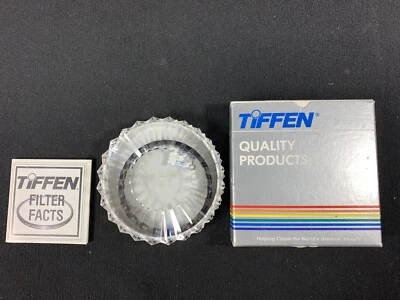 TIFFEN
FILTER
FACTS
TIFFEN®
QUALITY
PRODUCTS
Helping Create the World's Greatest Images